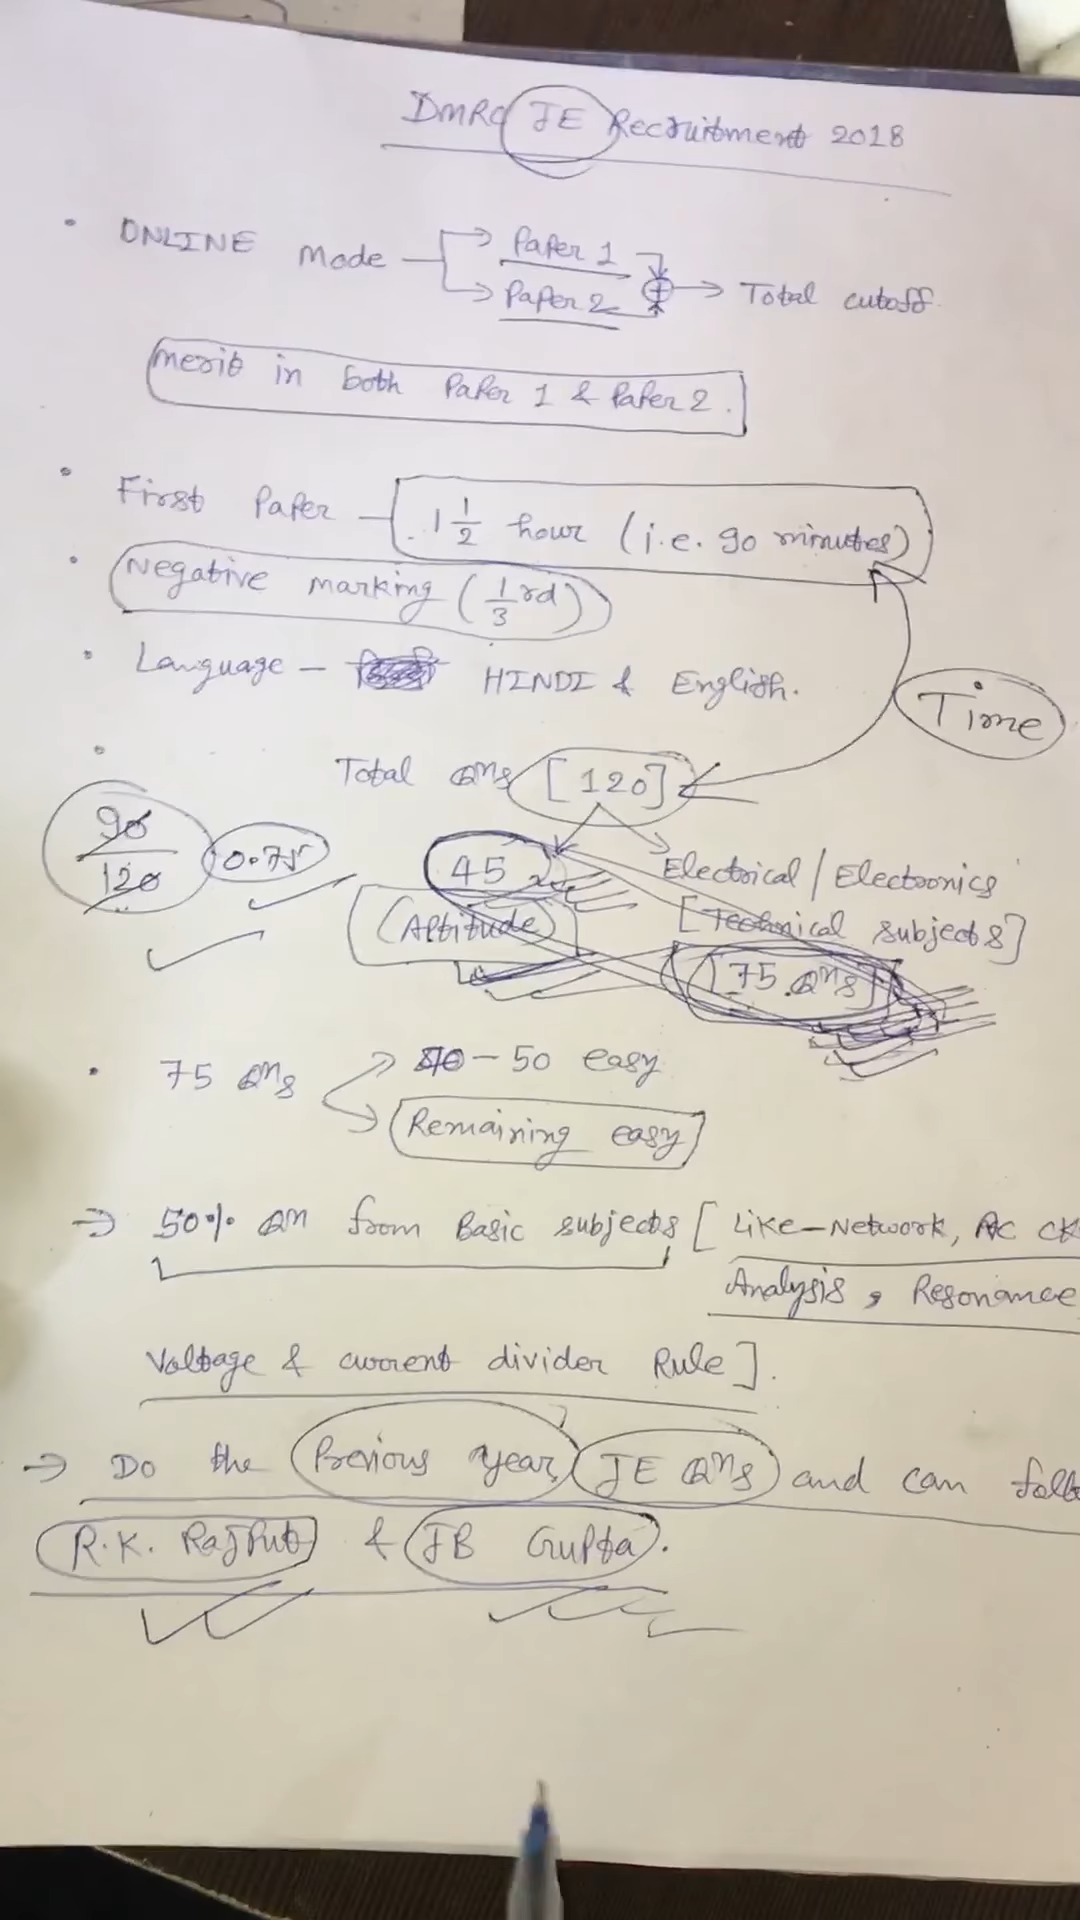 DMRC JE Recruitment 2018
• ONLINE Mode → Paper 1
→ Paper 2
→ Total cutoff.
merit in both Paper 1 & Paper 2.
• First Paper – 1 1/2 hour (i.e. 90 minutes)
• Negative marking (1/3 rd)
• Language – HINDI & English.
Time
• Total Qns [120]
90/120
0.75
45
(Aptitude)
Electrical / Electronics
[Technical subjects]
[75 Qns]
• 75 Qns → – 50 easy
→ Remaining easy
→ 50% Qn from Basic subjects [Like-Network, AC
Analysis, Resonance
Voltage & current divider Rule].
→ Do the Previous year, JE Qns and can
R.K. Rajput & JB Gupta.